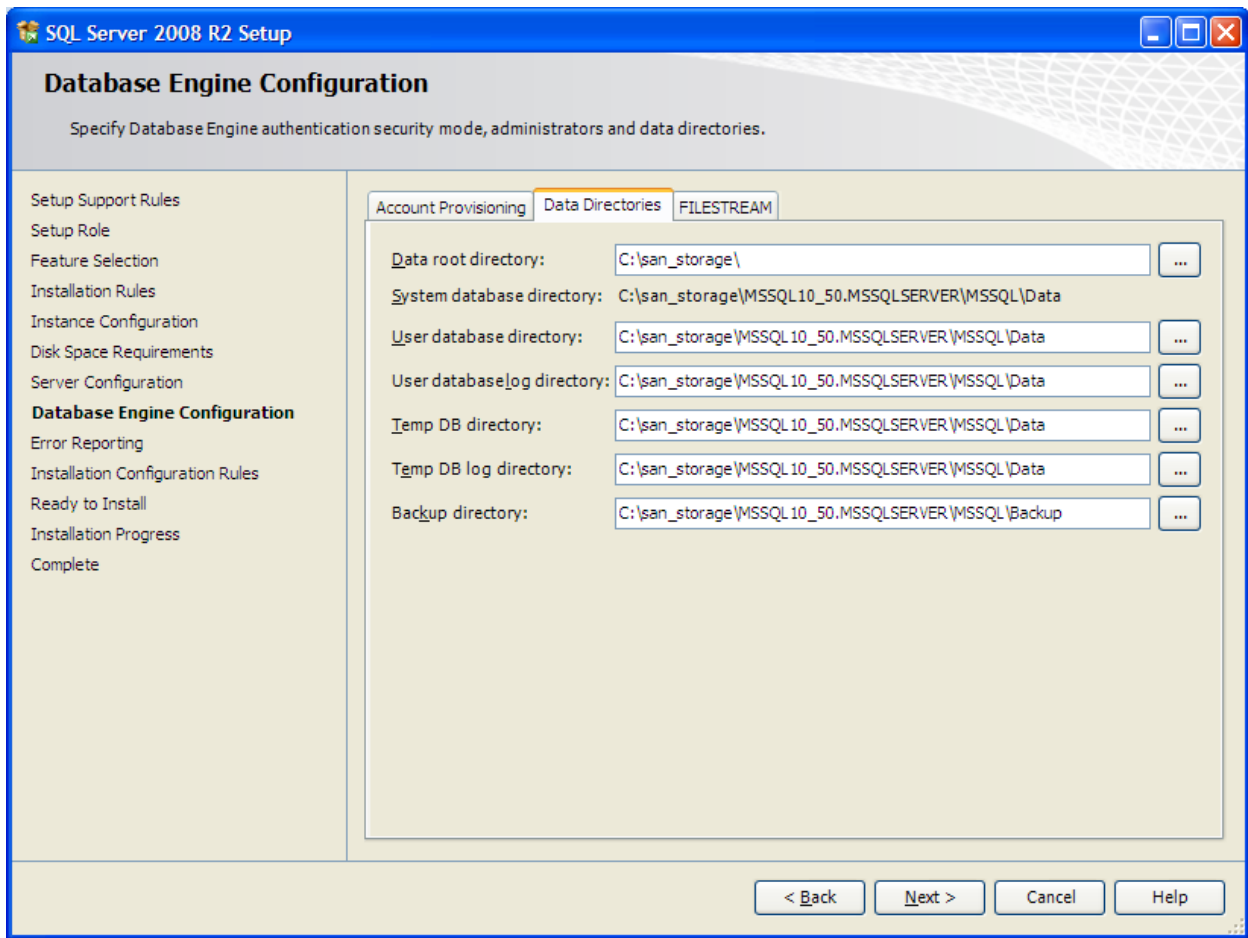 SQL Server 2008 R2 Setup
Database Engine Configuration
Specify Database Engine authentication security mode, administrators and data directories.
Setup Support Rules
Setup Role
Feature Selection
Installation Rules
Instance Configuration
Disk Space Requirements
Server Configuration
Database Engine Configuration
Error Reporting
Installation Configuration Rules
Ready to Install
Installation Progress
Complete
Account Provisioning Data Directories FILESTREAM
Data root directory: C:\san_storage\ ...
System database directory: C:\san_storage\MSSQL10_50.MSSQLSERVER\MSSQL\Data
User database directory: C:\san_storage\MSSQL10_50.MSSQLSERVER\MSSQL\Data ...
User databaselog directory: C:\san_storage\MSSQL10_50.MSSQLSERVER\MSSQL\Data ...
Temp DB directory: C:\san_storage\MSSQL10_50.MSSQLSERVER\MSSQL\Data ...
Temp DB log directory: C:\san_storage\MSSQL10_50.MSSQLSERVER\MSSQL\Data ...
Backup directory: C:\san_storage\MSSQL10_50.MSSQLSERVER\MSSQL\Backup ...
< Back Next > Cancel Help